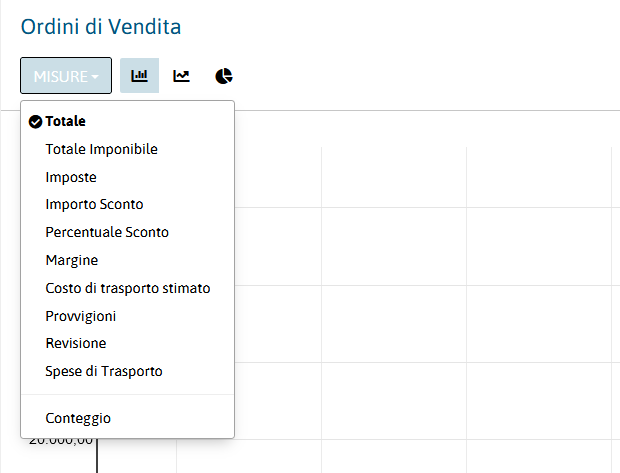 Ordini di Vendita
MISURE
Totale
Totale Imponibile
Imposte
Importo Sconto
Percentuale Sconto
Margine
Costo di trasporto stimato
Provvigioni
Revisione
Spese di Trasporto
Conteggio
20.000,00